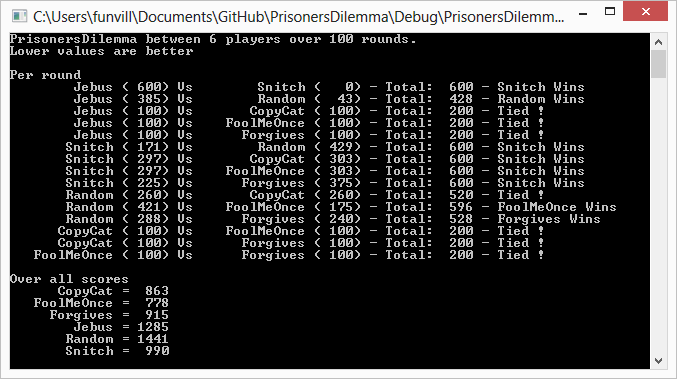 C:\Users\funvill\Documents\GitHub\PrisonersDilemma\Debug\PrisonersDilemm...
PrisonersDilemma between 6 players over 100 rounds.
Lower values are better
Per round
Jebus ( 600) Vs Snitch (   0) - Total:  600 - Snitch Wins
Jebus ( 385) Vs Random (  43) - Total:  428 - Random Wins
Jebus ( 100) Vs CopyCat ( 100) - Total:  200 - Tied !
Jebus ( 100) Vs FoolMeOnce ( 100) - Total:  200 - Tied !
Jebus ( 100) Vs Forgives ( 100) - Total:  200 - Tied !
Snitch ( 171) Vs Random ( 429) - Total:  600 - Snitch Wins
Snitch ( 297) Vs CopyCat ( 303) - Total:  600 - Snitch Wins
Snitch ( 297) Vs FoolMeOnce ( 303) - Total:  600 - Snitch Wins
Snitch ( 225) Vs Forgives ( 375) - Total:  600 - Snitch Wins
Random ( 260) Vs CopyCat ( 260) - Total:  520 - Tied !
Random ( 421) Vs FoolMeOnce ( 175) - Total:  596 - FoolMeOnce Wins
Random ( 288) Vs Forgives ( 240) - Total:  528 - Forgives Wins
CopyCat ( 100) Vs FoolMeOnce ( 100) - Total:  200 - Tied !
CopyCat ( 100) Vs Forgives ( 100) - Total:  200 - Tied !
FoolMeOnce ( 100) Vs Forgives ( 100) - Total:  200 - Tied !
Over all scores
CopyCat =  863
FoolMeOnce =  778
Forgives =  915
Jebus = 1285
Random = 1441
Snitch =  990